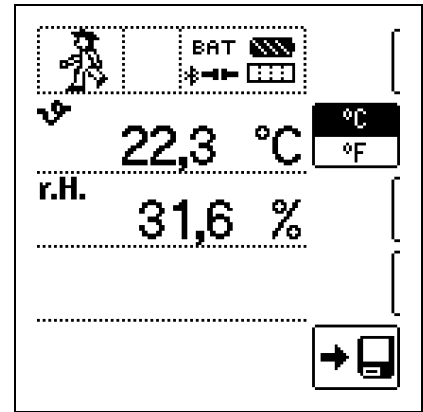 BAT
°C
°F
ϑ 22,3 °C
r.H. 31,6 %